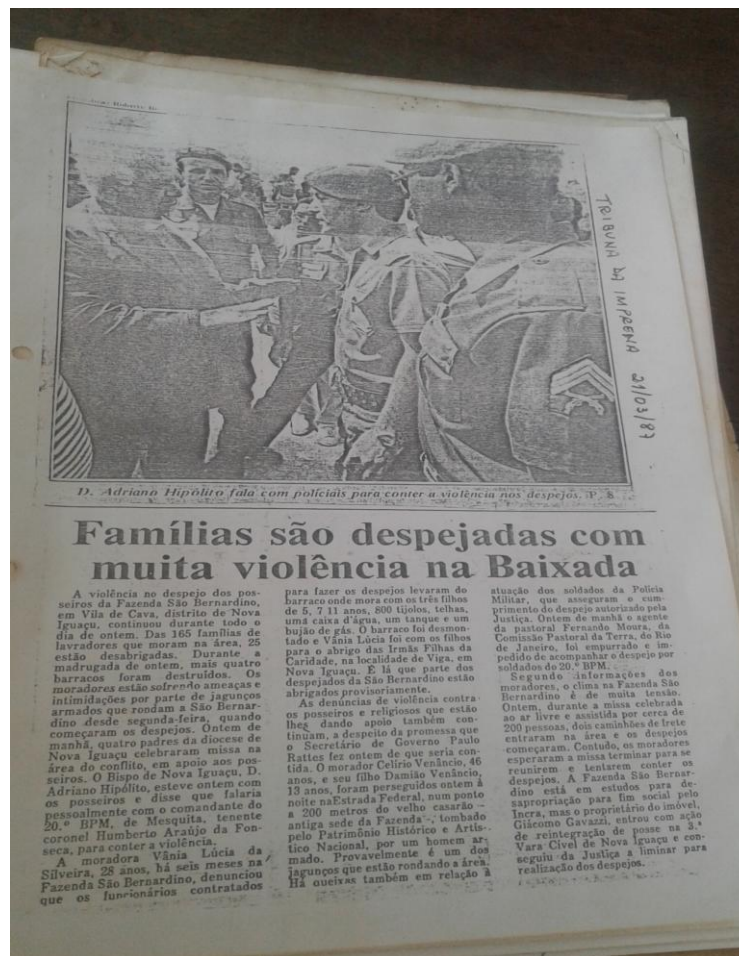 TRIBUNA DA IMPRENSA 21/03/87
D. Adriano Hipólito fala com policiais para conter a violência nos despejos. P. 8
Famílias são despejadas com
muita violência na Baixada
A violência no despejo dos pos-
seiros da Fazenda São Bernardino,
em Vila de Cava, distrito de Nova
Iguaçu, continuou durante todo o
dia de ontem. Das 165 famílias de
lavradores que moram na área, 25
estão desabrigadas. Durante a
madrugada de ontem, mais quatro
barracos foram destruídos. Os
moradores estão sofrendo ameaças e
intimidações por parte de jagunços
armados que rondam a São Bernar-
dino desde segunda-feira, quando
começaram os despejos. Ontem de
manhã, quatro padres da diocese de
Nova Iguaçu celebraram missa na
área do conflito, em apoio aos pos-
seiros. O Bispo de Nova Iguaçu, D.
Adriano Hipólito, esteve ontem com
os posseiros e disse que falaria
pessoalmente com o comandante do
20.º BPM, de Mesquita, tenente
coronel Humberto Araújo da Fon-
seca, para conter a violência.
A moradora Vânia Lúcia da
Silveira, 28 anos, há seis meses na
Fazenda São Bernardino, denunciou
que os funcionários contratados
para fazer os despejos levaram do
barraco onde mora com os três filhos
de 5, 7 11 anos, 800 tijolos, telhas,
uma caixa d'água, um tanque e um
bujão de gás. O barraco foi desmon-
tado e Vânia Lúcia foi com os filhos
para o abrigo das Irmãs Filhas da
Caridade, na localidade de Viga, em
Nova Iguaçu. É lá que parte dos
despejados da São Bernardino estão
abrigados provisoriamente.
As denúncias de violência contra
os posseiros e religiosos que estão
lhes dando apoio também con-
tinuam, a despeito da promessa que
o Secretário de Governo Paulo
Rattes fez ontem de que seria con-
tida. O morador Celírio Venâncio, 46
anos, e seu filho Damião Venâncio,
13 anos, foram perseguidos ontem à
noite naEstrada Federal, num ponto
a 200 metros do velho casarão —
antiga sede da Fazenda -, tombado
pelo Patrimônio Histórico e Artís-
tico Nacional, por um homem ar-
mado. Provavelmente é um dos
jagunços que estão rondando a área.
Há queixas também em relação à
atuação dos soldados da Polícia
Militar, que asseguram o cum-
primento do despejo autorizado pela
Justiça. Ontem de manhã o agente
da pastoral Fernando Moura, da
Comissão Pastoral da Terra, do Rio
de Janeiro, foi empurrado e im-
pedido de acompanhar o despejo por
soldados do 20.º BPM.
Segundo informações dos
moradores, o clima na Fazenda São
Bernardino é de muita tensão.
Ontem, durante a missa celebrada
ao ar livre e assistida por cerca de
200 pessoas, dois caminhões de frete
entraram na área e os despejos
começaram. Contudo, os moradores
esperaram a missa terminar para se
reunirem e tentarem conter os
despejos. A Fazenda São Bernar-
dino está em estudos para de-
sapropriação para fim social pelo
Incra, mas o proprietário do imóvel,
Giácomo Gavazzi, entrou com ação
de reintegração de posse na 3.ª
Vara Cível de Nova Iguaçu e con-
seguiu da Justiça a liminar para
realização dos despejos.